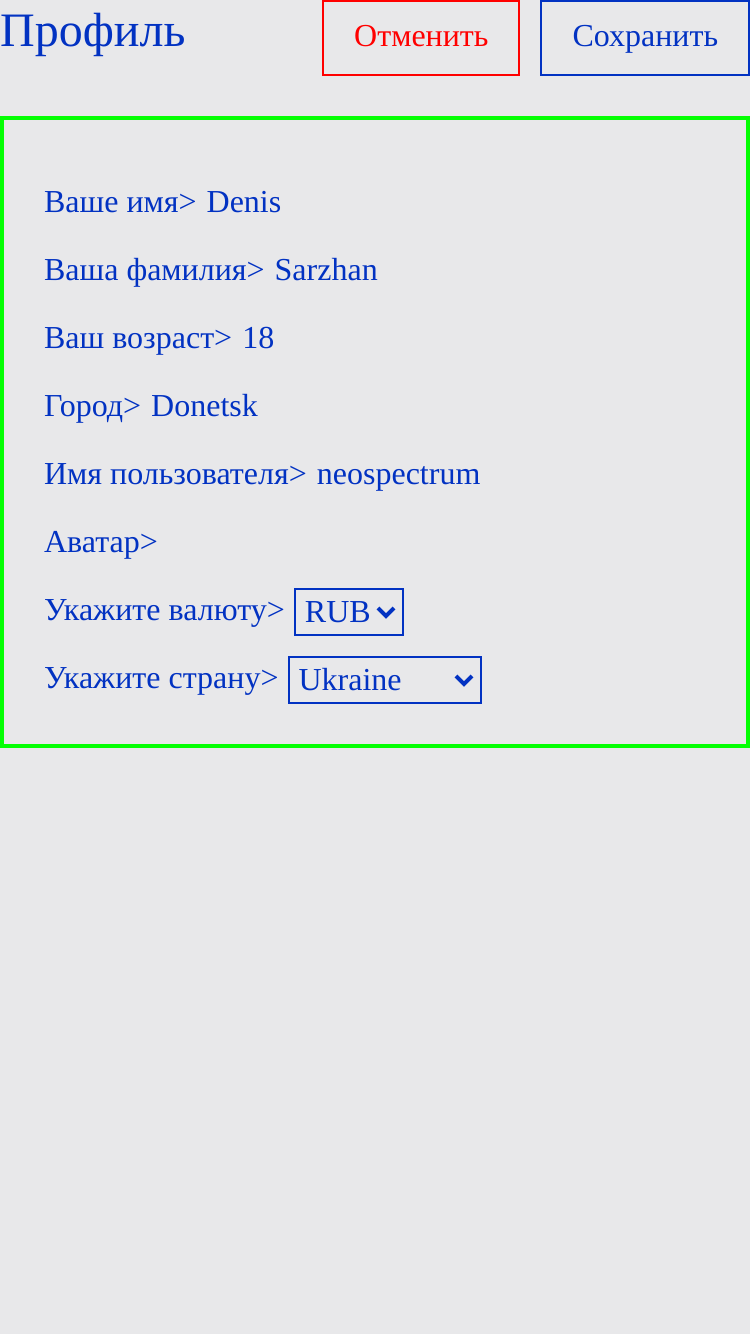 Профиль
Отменить
Сохранить
Ваше имя> Denis
Ваша фамилия> Sarzhan
Ваш возраст> 18
Город> Donetsk
Имя пользователя> neospectrum
Аватар>
Укажите валюту> RUB
Укажите страну> Ukraine